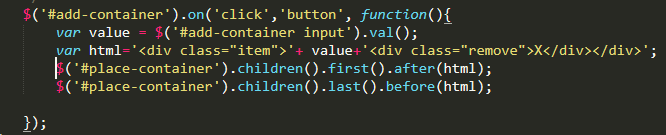 $('#add-container').on('click','button', function(){
var value = $('#add-container input').val();
var html='<div class="item">'+ value+'<div class="remove">X</div></div>';
$('#place-container').children().first().after(html);
$('#place-container').children().last().before(html);
});